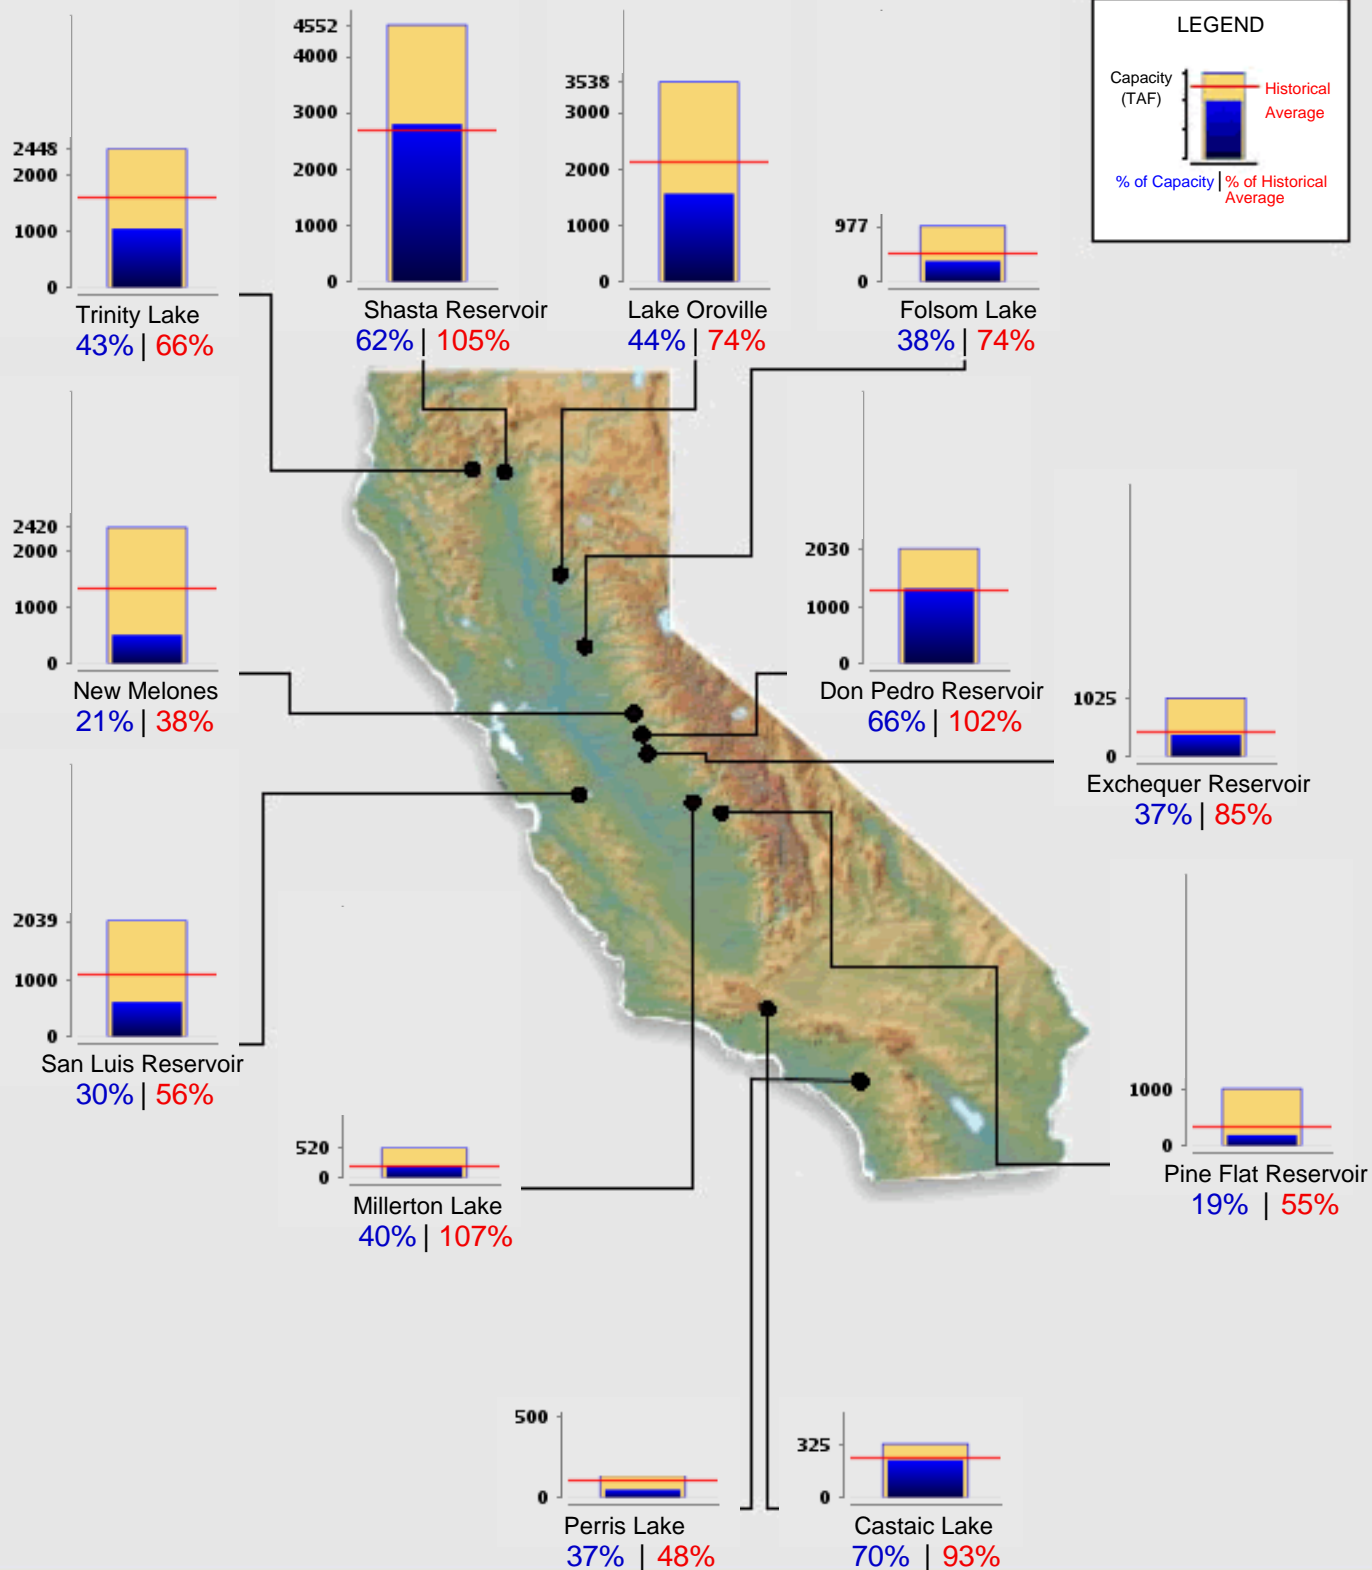 LEGEND
Capacity
(TAF)
Historical
Average
% of Capacity | % of Historical
Average
2448
2000
1000
0
Trinity Lake
43% | 66%
4552
4000
3000
2000
1000
0
Shasta Reservoir
62% | 105%
3538
3000
2000
1000
0
Lake Oroville
44% | 74%
977
0
Folsom Lake
38% | 74%
2420
2000
1000
0
New Melones
21% | 38%
2030
1000
0
Don Pedro Reservoir
66% | 102%
1025
0
Exchequer Reservoir
37% | 85%
2039
1000
0
San Luis Reservoir
30% | 56%
520
0
Millerton Lake
40% | 107%
1000
0
Pine Flat Reservoir
19% | 55%
500
0
Perris Lake
37% | 48%
325
0
Castaic Lake
70% | 93%